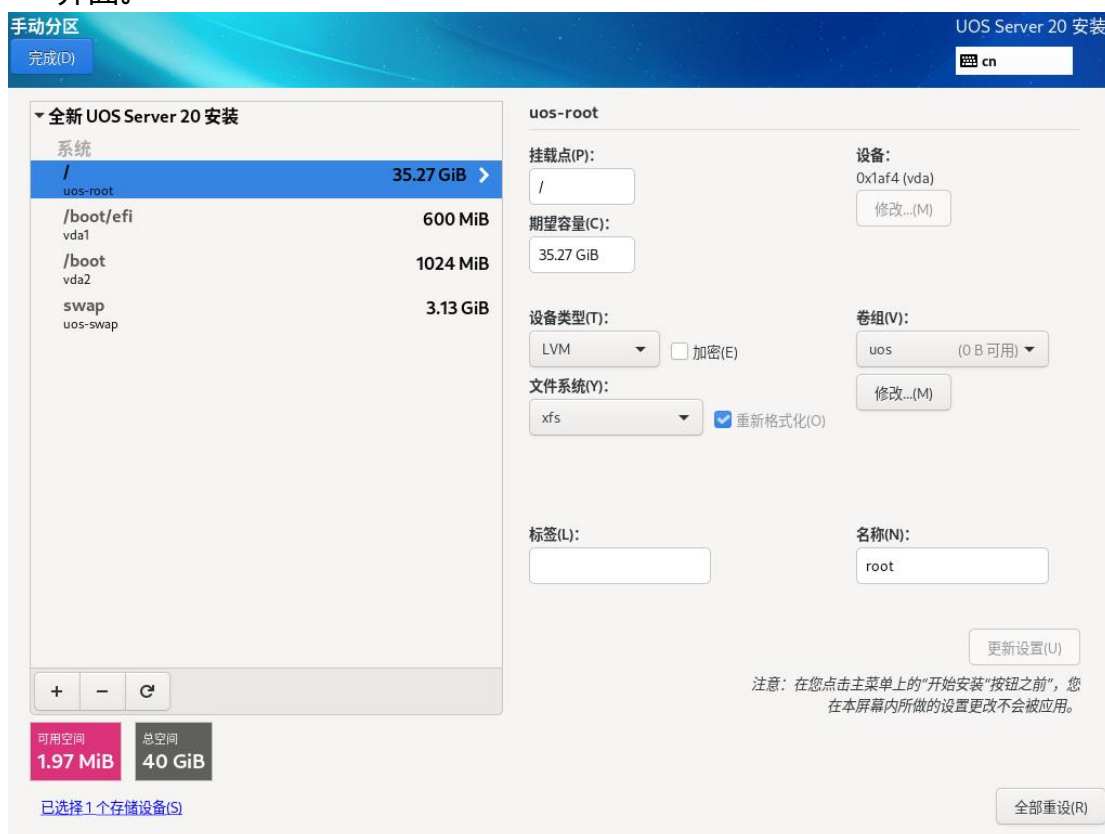 界面。
手动分区
UOS Server 20 安装
完成(D)
cn
全新 UOS Server 20 安装
系统
/
35.27 GiB
uos-root
/boot/efi
600 MiB
vda1
/boot
1024 MiB
vda2
swap
3.13 GiB
uos-swap
+ − 
可用空间
1.97 MiB
总空间
40 GiB
已选择 1 个存储设备(S)
uos-root
挂载点(P)：
/
设备：
0x1af4 (vda)
修改...(M)
期望容量(C)：
35.27 GiB
设备类型(T)：
LVM
加密(E)
卷组(V)：
uos (0 B 可用)
修改...(M)
文件系统(Y)：
xfs
重新格式化(O)
标签(L)：
名称(N)：
root
更新设置(U)
注意：在您点击主菜单上的“开始安装”按钮之前”，您
在本屏幕内所做的设置更改不会被应用。
全部重设(R)